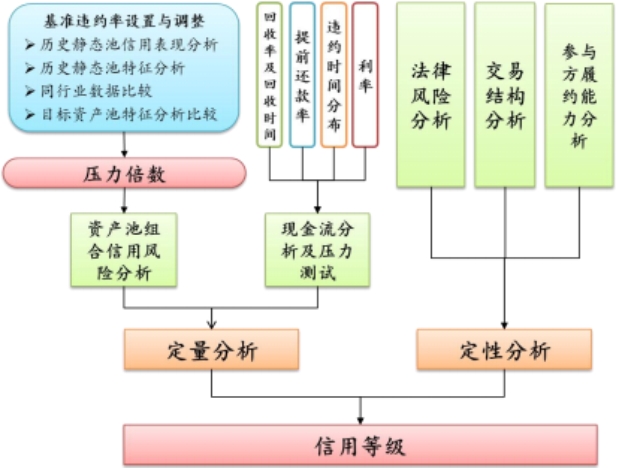 基准违约率设置与调整
➢ 历史静态池信用表现分析
➢ 历史静态池特征分析
➢ 同行业数据比较
➢ 目标资产池特征分析比较
压力倍数
资产池组
合信用风
险分析
回收率及回收时间
提前还款率
违约时间分布
利率
现金流分
析及压力
测试
法律
风险
分析
交易
结构
分析
参与
方履
约能
力分
析
定量分析
定性分析
信用等级